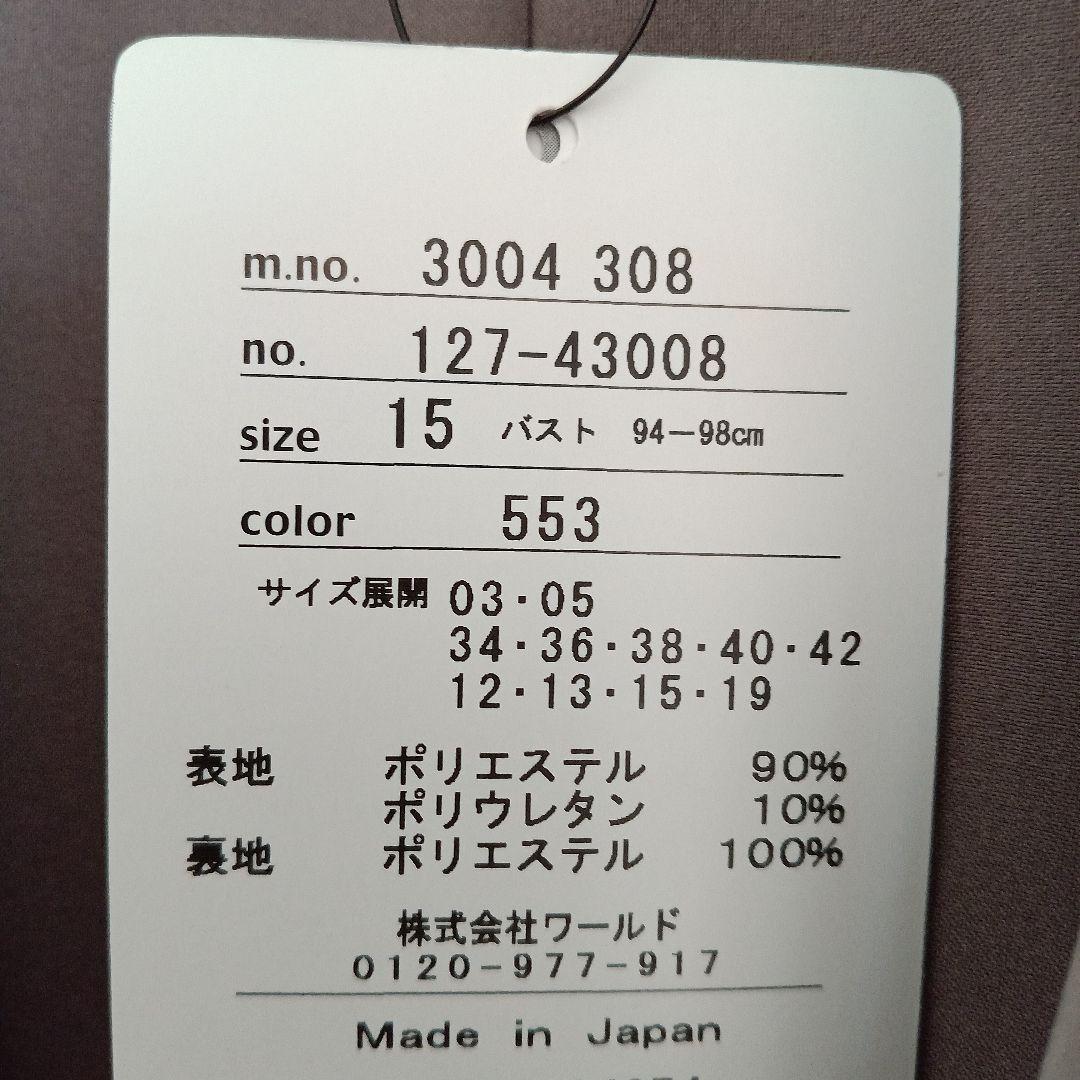 m.no. 3004 308
no. 127-43008
size 15 バスト 94-98cm
color 553
サイズ展開 03・05
34・36・38・40・42
12・13・15・19
表地 ポリエステル 90%
ポリウレタン 10%
裏地 ポリエステル 100%
株式会社ワールド
0120-977-917
Made in Japan